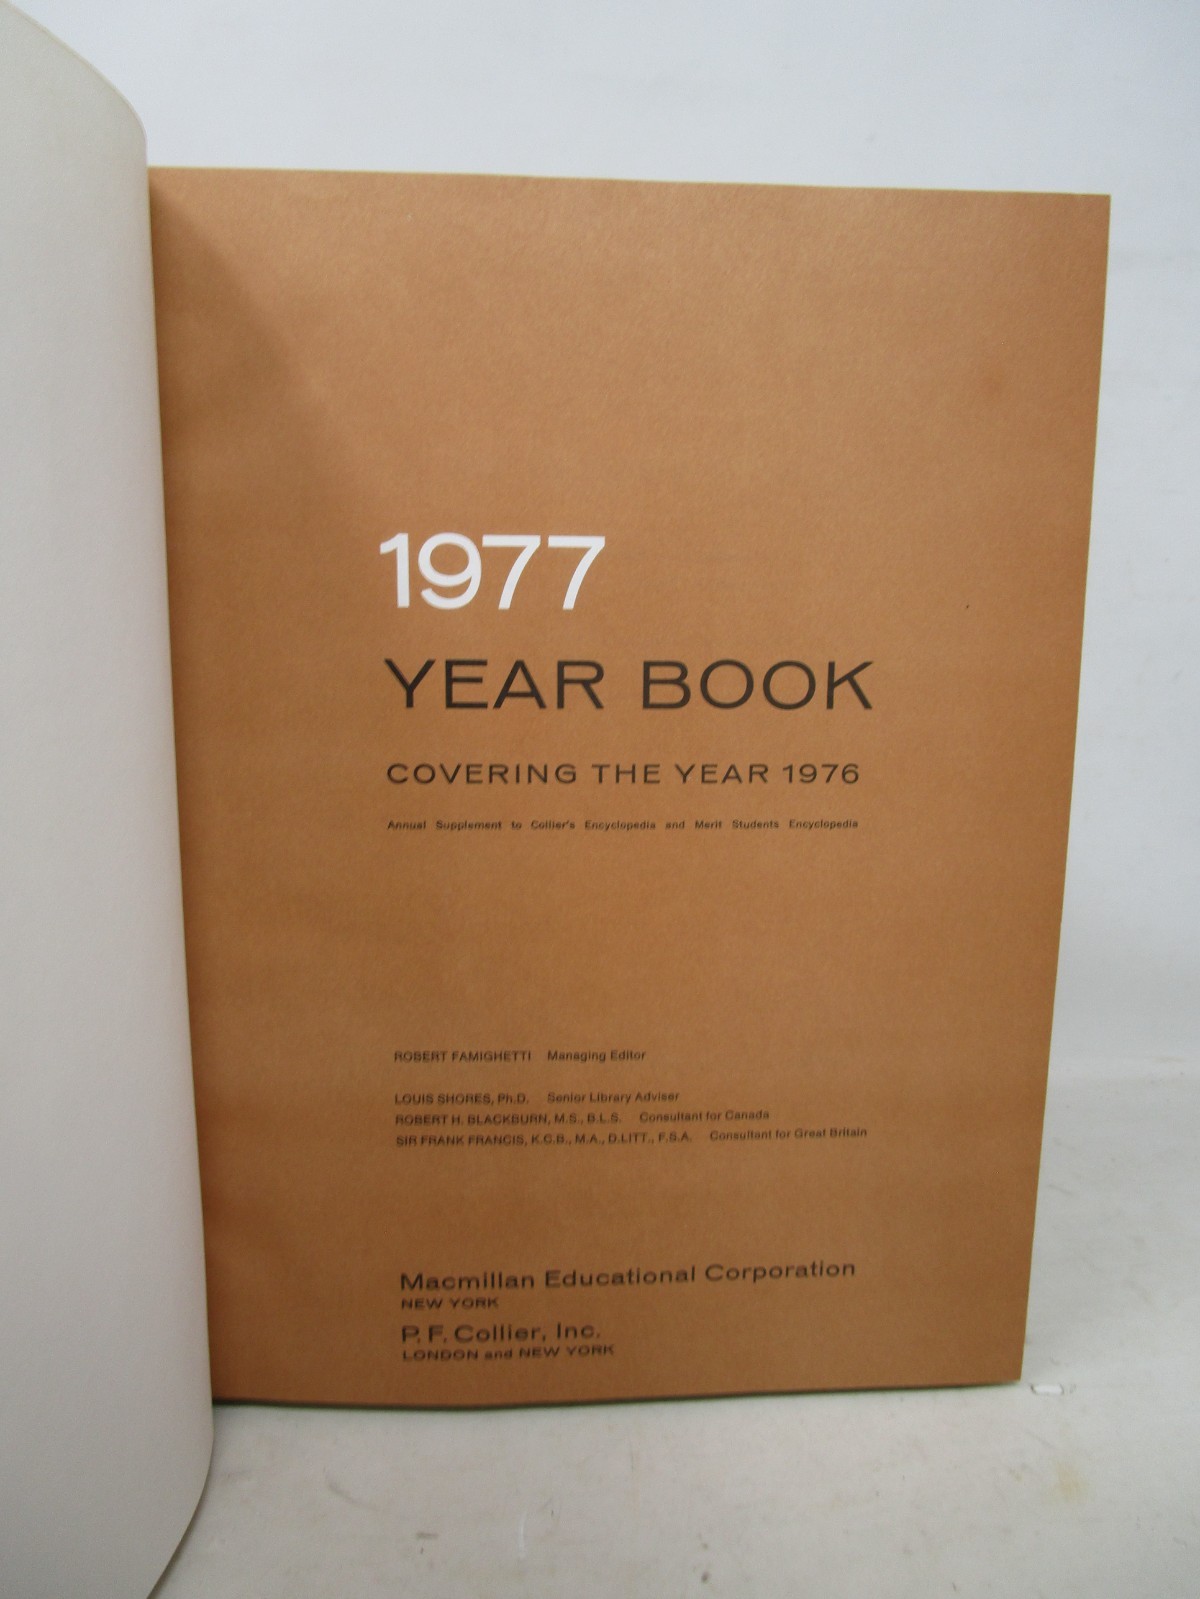 1977
YEAR BOOK
COVERING THE YEAR 1976
Annual Supplement to Collier's Encyclopedia and Merit Students Encyclopedia
ROBERT FAMIGHETTI Managing Editor
LOUIS SHORES, Ph.D. Senior Library Adviser
ROBERT H. BLACKBURN, M.S., B.L.S. Consultant for Canada
SIR FRANK FRANCIS, K.C.B., M.A., D.LITT., F.S.A. Consultant for Great Britain
Macmillan Educational Corporation
NEW YORK
P. F. Collier, Inc.
LONDON and NEW YORK